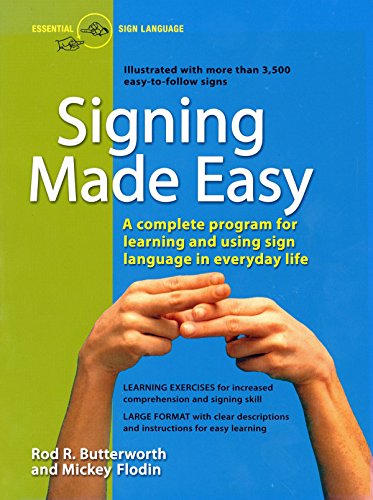 ESSENTIAL SIGN LANGUAGE
Illustrated with more than 3,500
easy-to-follow signs
Signing
Made Easy
A complete program for
learning and using sign
language in everyday life
LEARNING EXERCISES for increased
comprehension and signing skill
LARGE FORMAT with clear descriptions
and instructions for easy learning
Rod R. Butterworth
and Mickey Flodin